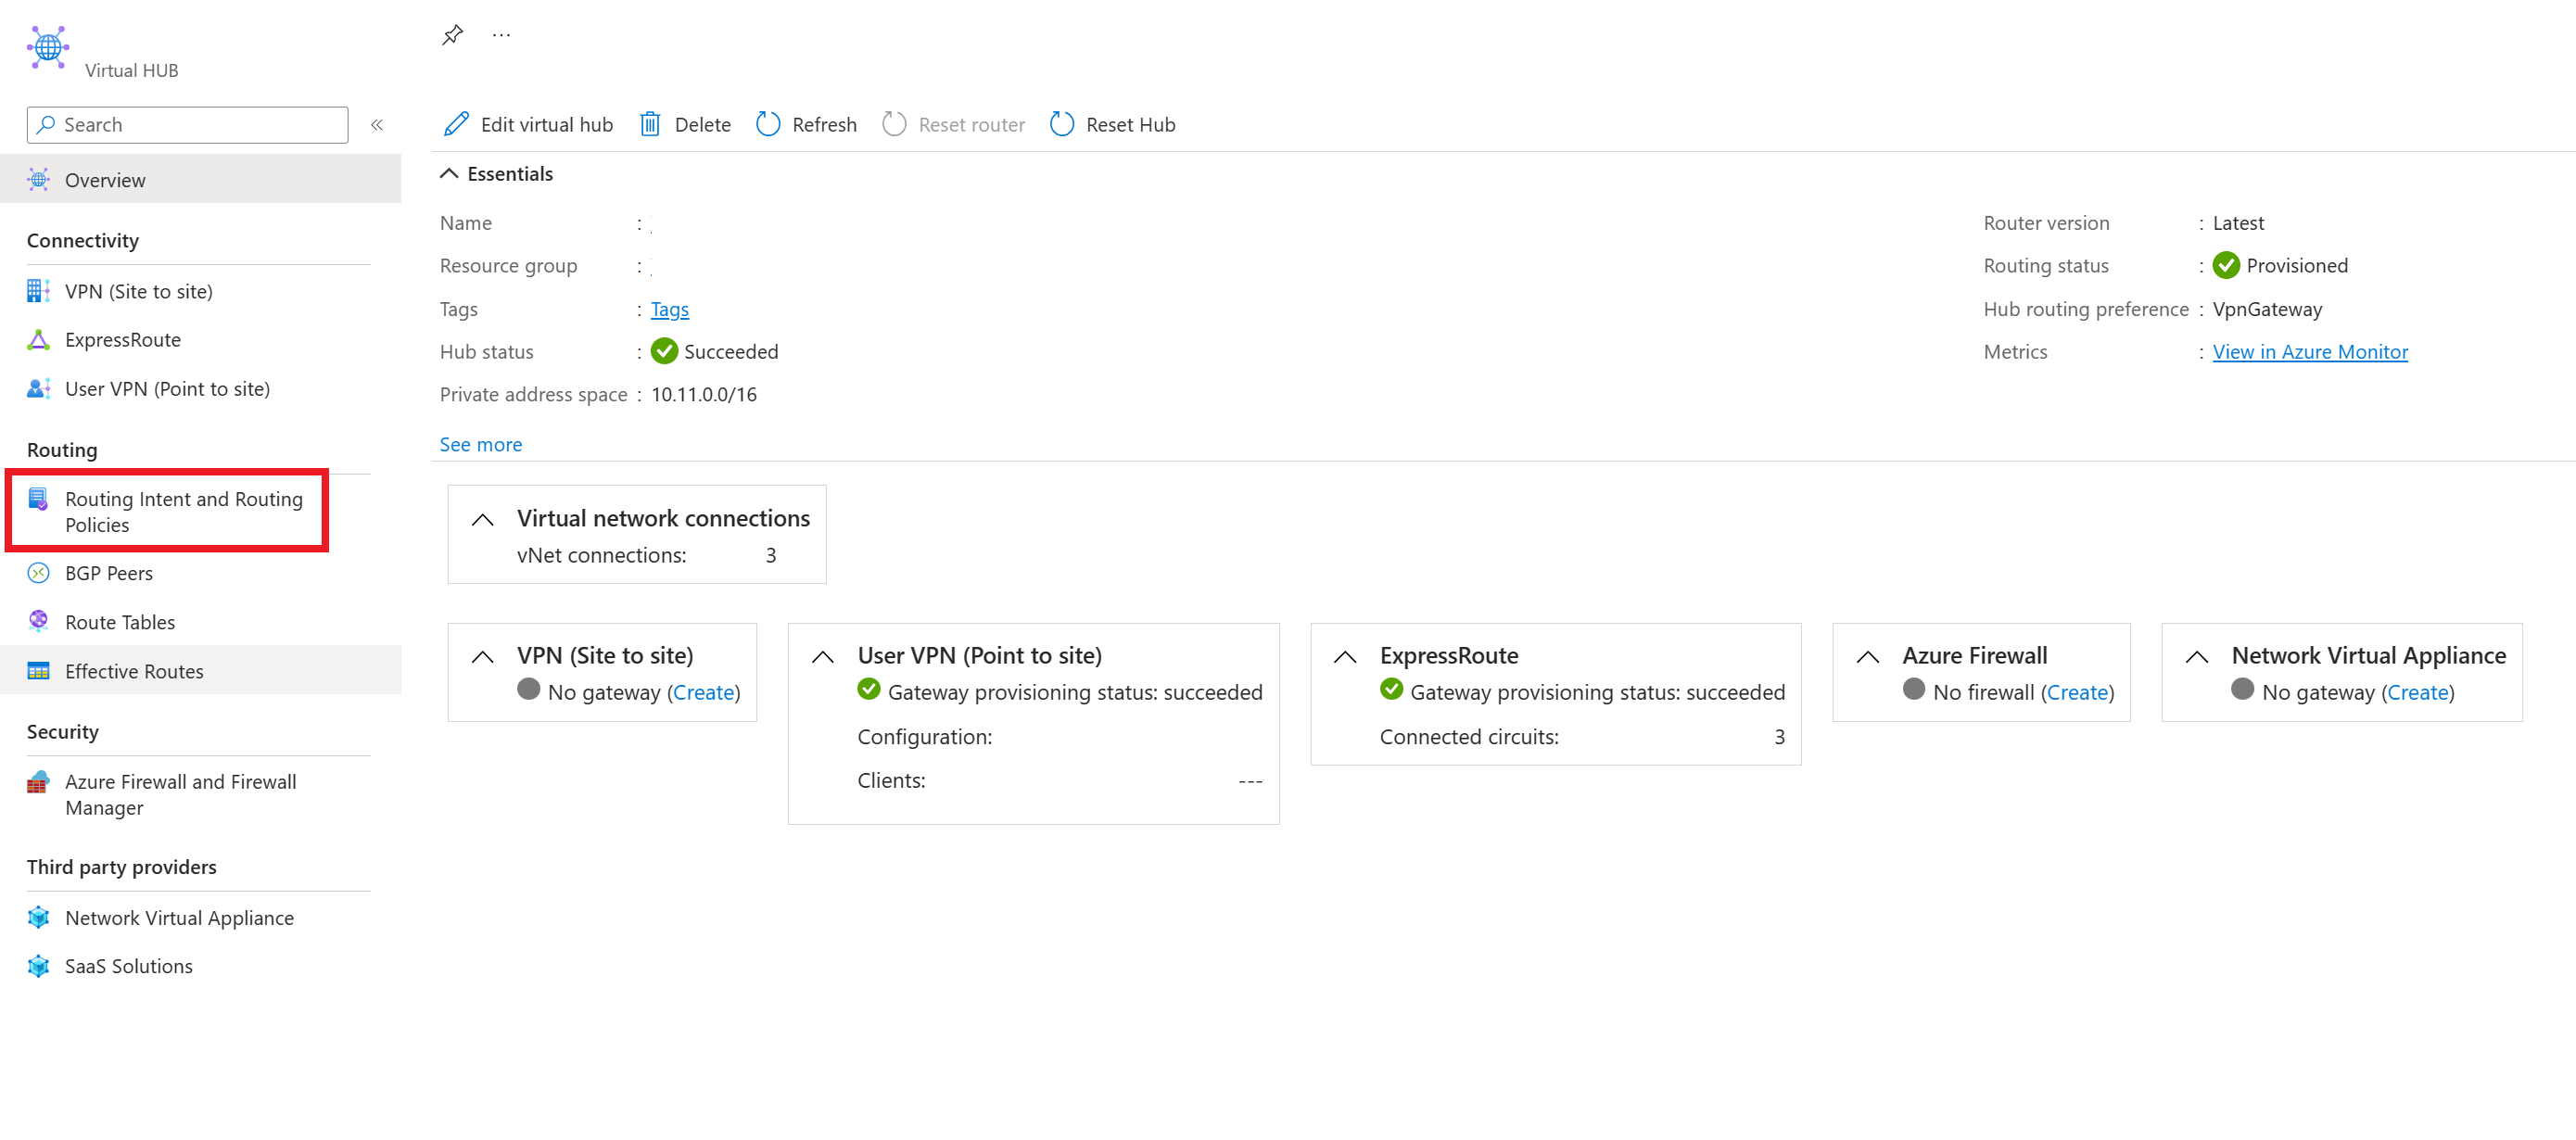 Virtual HUB
Search
Overview
Connectivity
VPN (Site to site)
ExpressRoute
User VPN (Point to site)
Routing
Routing Intent and Routing
Policies
BGP Peers
Route Tables
Effective Routes
Security
Azure Firewall and Firewall
Manager
Third party providers
Network Virtual Appliance
SaaS Solutions
Edit virtual hub Delete Refresh Reset router Reset Hub
Essentials
Name :
Resource group :
Tags : Tags
Hub status : Succeeded
Private address space : 10.11.0.0/16
Router version : Latest
Routing status : Provisioned
Hub routing preference : VpnGateway
Metrics : View in Azure Monitor
See more
Virtual network connections
vNet connections: 3
VPN (Site to site)
No gateway (Create)
User VPN (Point to site)
Gateway provisioning status: succeeded
Configuration:
Clients: ---
ExpressRoute
Gateway provisioning status: succeeded
Connected circuits: 3
Azure Firewall
No firewall (Create)
Network Virtual Appliance
No gateway (Create)